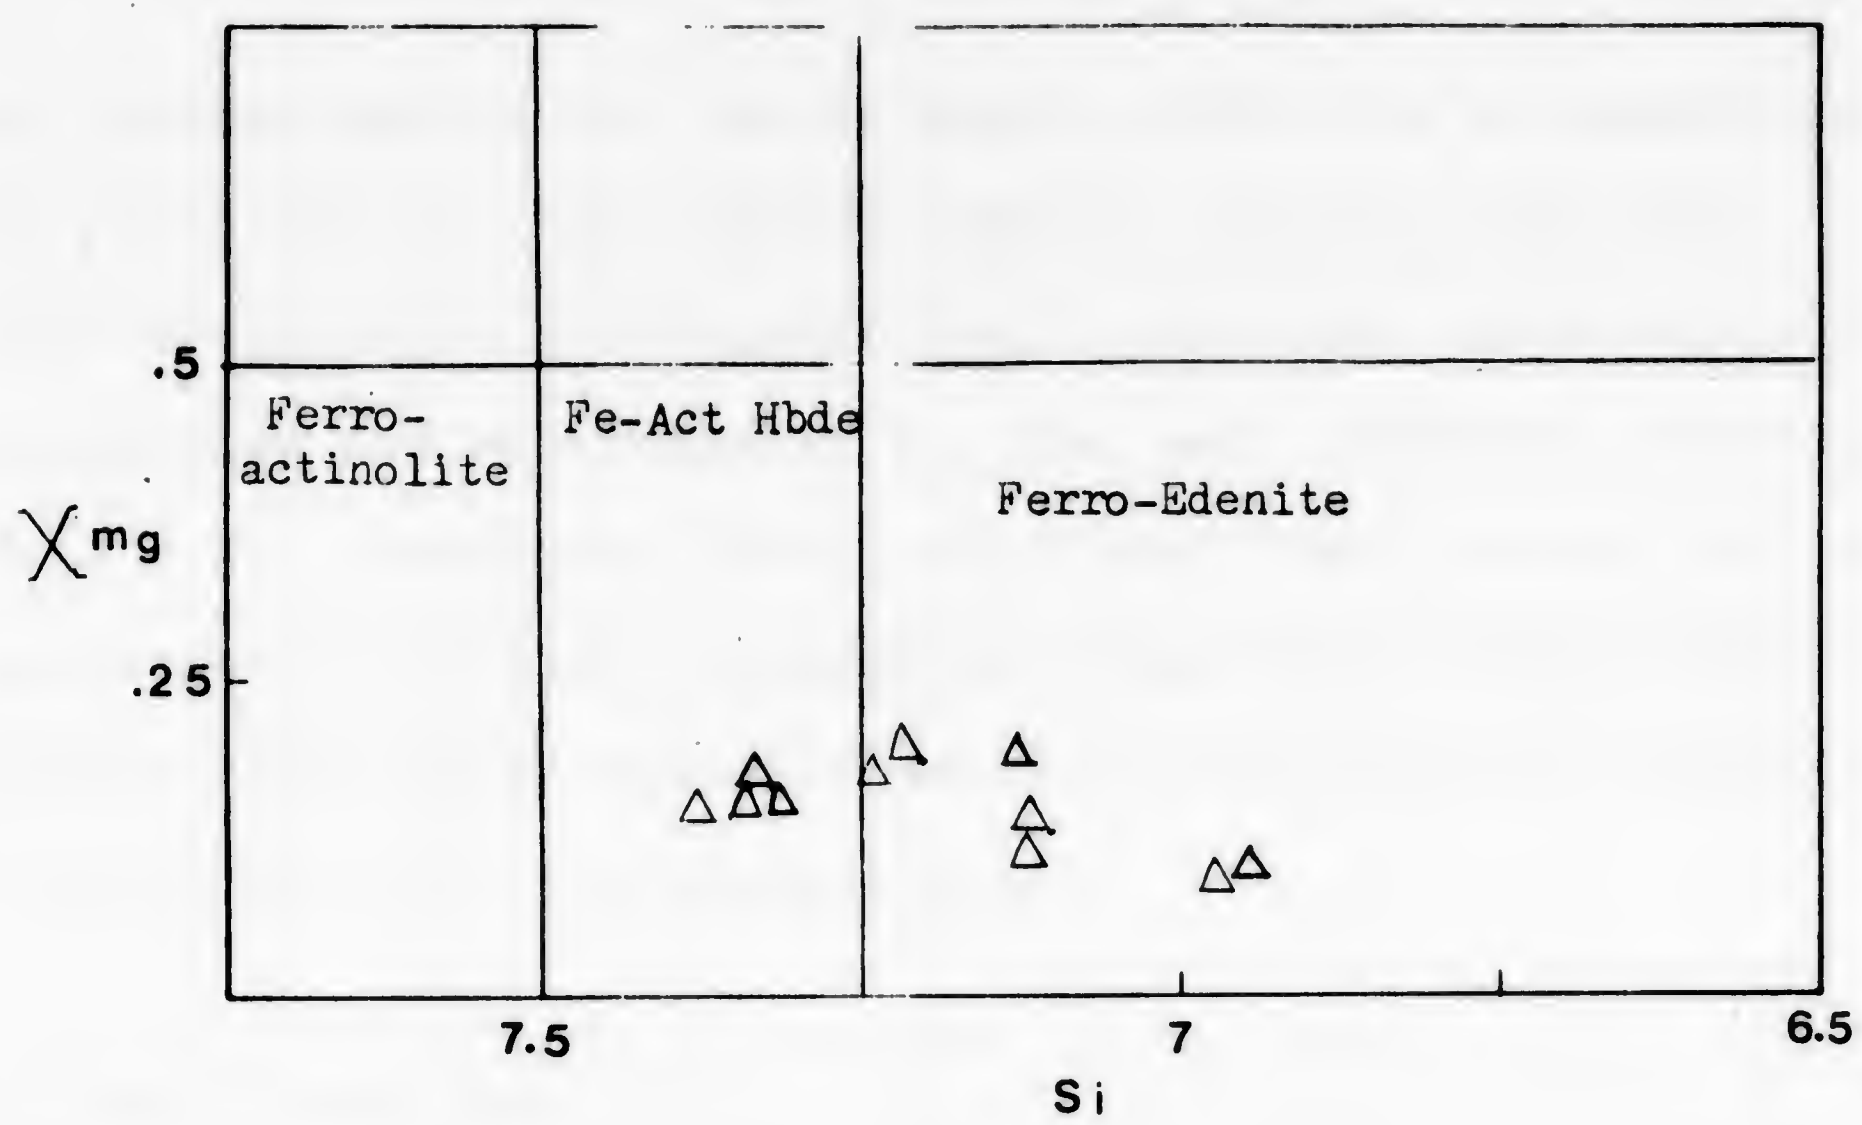 .5
Ferro-
actinolite
Fe-Act Hbde
Ferro-Edenite
Xmg
.25
7.5
7
6.5
Si